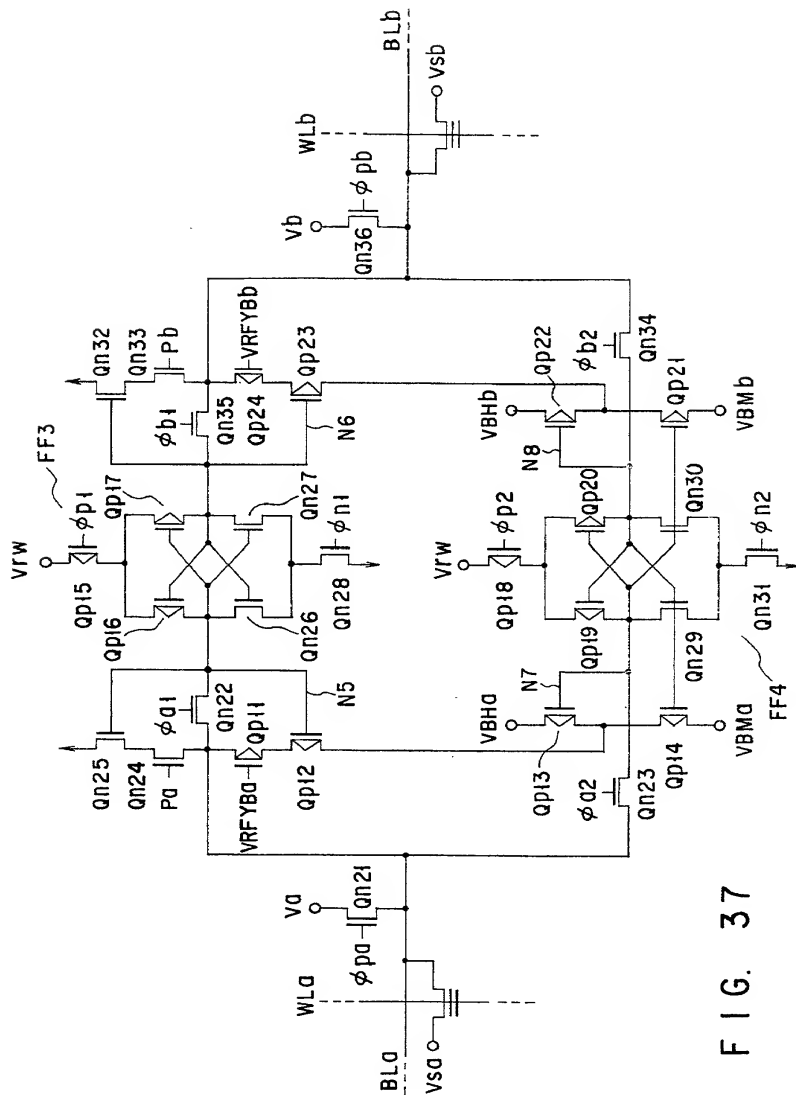 FF3
Vrw
Qp15
φp1
Qp16
Qp17
Qn26
Qn27
Qn28
φn1
Qn25
Qn24
Pa
φa1
Qn22
VRFYBa
Qp11
Qp12
N5
Qn32
Qn33
Pb
φb1
Qn35
Qp24
VRFYBb
Qp23
N6
Va
φpa
Qn21
WLa
BLa
Vsa
Vb
φpb
Qn36
WLb
BLb
Vsb
Vrw
Qp18
φp2
Qp19
Qp20
Qn29
Qn30
Qn31
φn2
FF4
VBHa
Qp13
N7
φa2
Qn23
Qp14
VBMa
VBHb
Qp22
N8
φb2
Qn34
Qp21
VBMb
FIG. 37